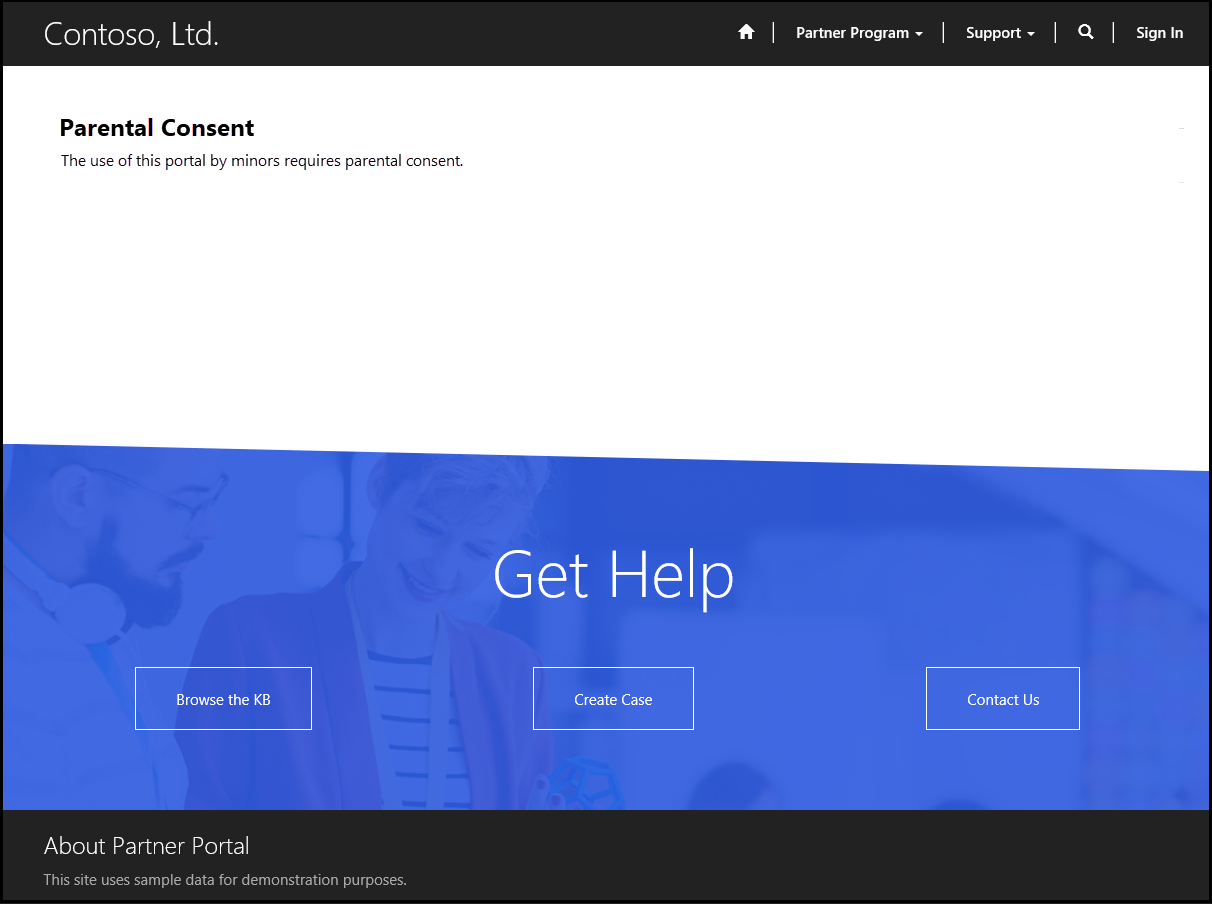 Contoso, Ltd.
Partner Program
Support
Sign In
Parental Consent
The use of this portal by minors requires parental consent.
Get Help
Browse the KB
Create Case
Contact Us
About Partner Portal
This site uses sample data for demonstration purposes.